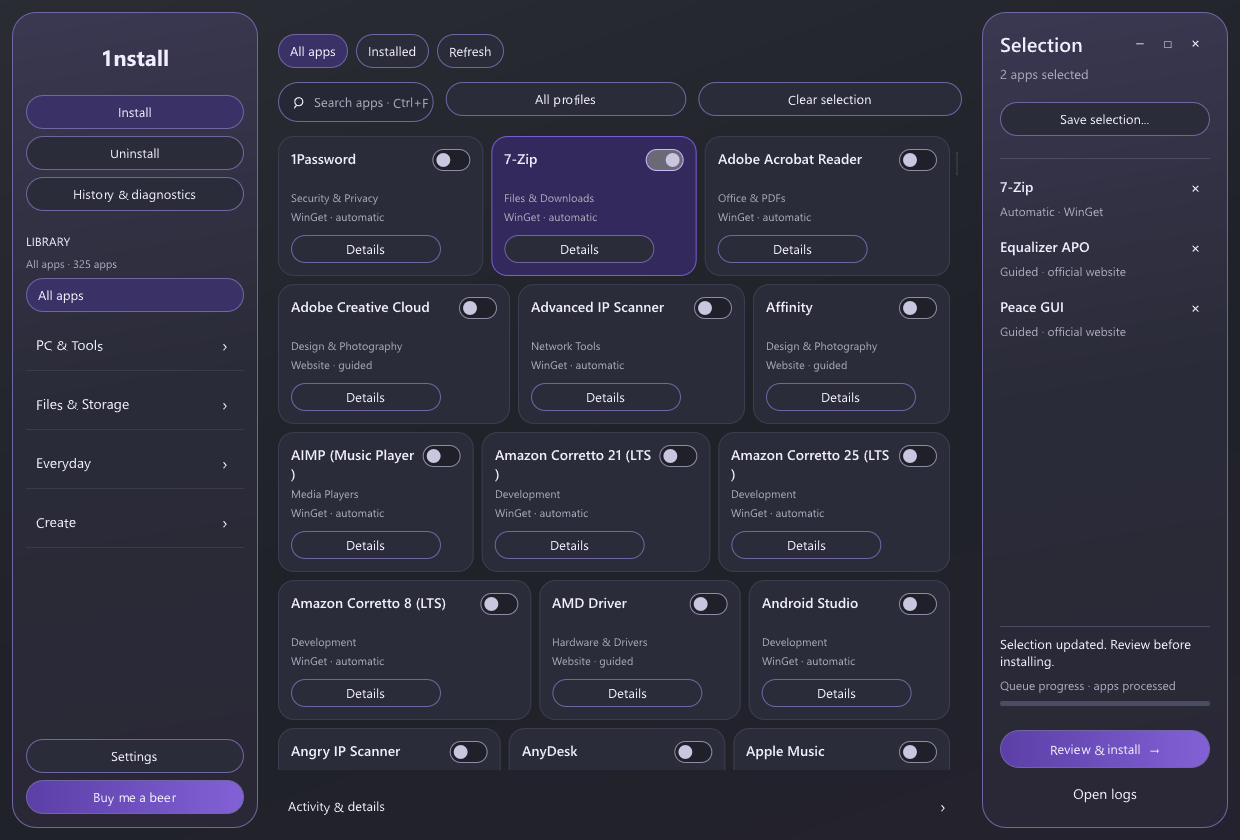 1nstall
Install
Uninstall
History & diagnostics
LIBRARY
All apps · 325 apps
All apps
PC & Tools
Files & Storage
Everyday
Create
Settings
Buy me a beer
All apps
Installed
Refresh
Search apps · Ctrl+F
All profiles
Clear selection
1Password
Security & Privacy
WinGet · automatic
Details
7-Zip
Files & Downloads
WinGet · automatic
Details
Adobe Acrobat Reader
Office & PDFs
WinGet · automatic
Details
Adobe Creative Cloud
Design & Photography
Website · guided
Details
Advanced IP Scanner
Network Tools
WinGet · automatic
Details
Affinity
Design & Photography
Website · guided
Details
AIMP (Music Player
)
Media Players
WinGet · automatic
Details
Amazon Corretto 21 (LTS
)
Development
WinGet · automatic
Details
Amazon Corretto 25 (LTS
)
Development
WinGet · automatic
Details
Amazon Corretto 8 (LTS)
Development
WinGet · automatic
Details
AMD Driver
Hardware & Drivers
Website · guided
Details
Android Studio
Development
WinGet · automatic
Details
Angry IP Scanner
AnyDesk
Apple Music
Activity & details
Selection
2 apps selected
Save selection...
7-Zip
Automatic · WinGet
Equalizer APO
Guided · official website
Peace GUI
Guided · official website
Selection updated. Review before
installing.
Queue progress · apps processed
Review & install →
Open logs